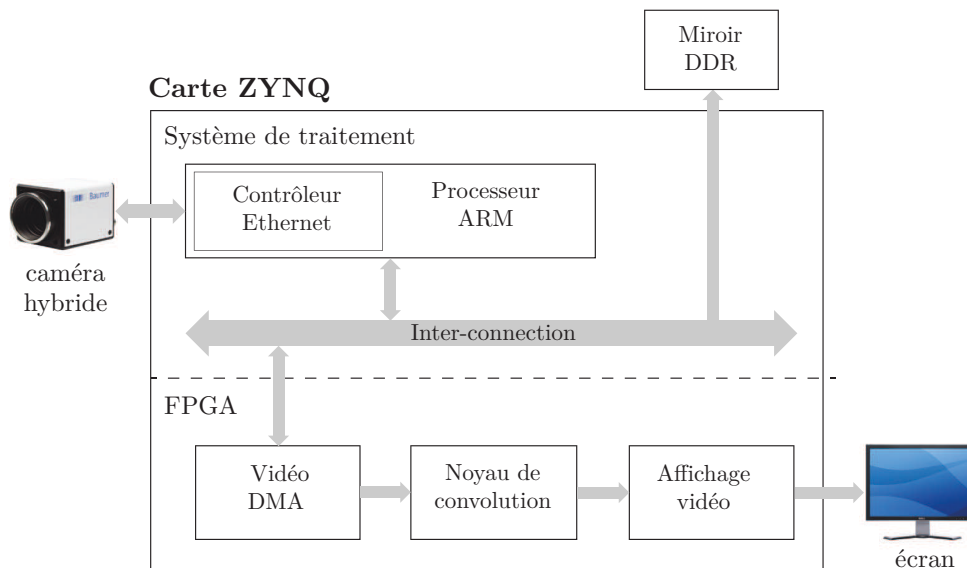 Miroir
DDR
Carte ZYNQ
Système de traitement
Contrôleur
Ethernet
Processeur
ARM
Baumer
caméra
hybride
Inter-connection
FPGA
Vidéo
DMA
Noyau de
convolution
Affichage
vidéo
écran